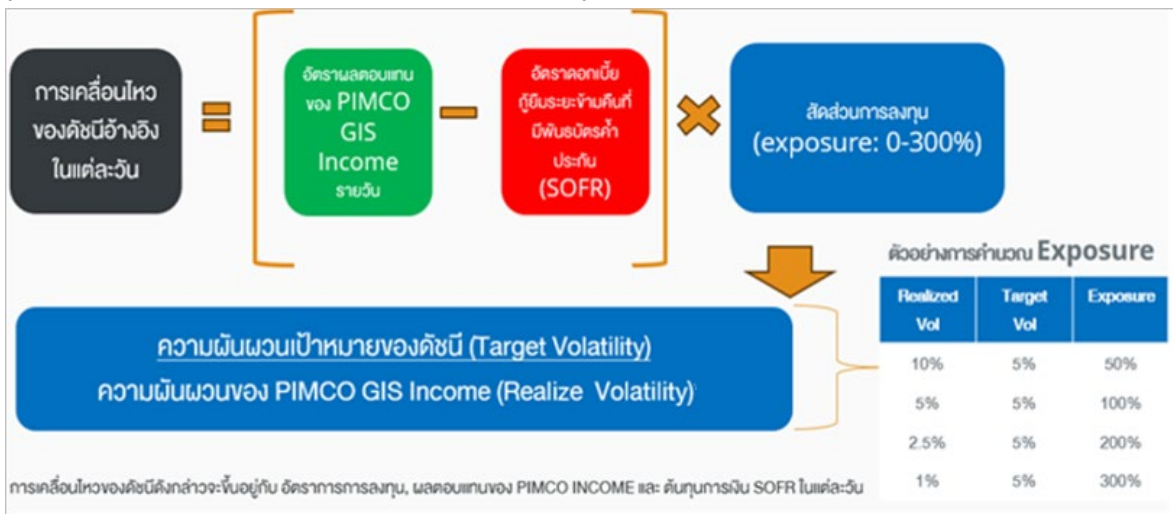 การเคลื่อนไหว
ของดัชนีอ้างอิง
ในแต่ละวัน
=
อัตราผลตอบแทน
ของ PIMCO
GIS
Income
รายวัน
-
อัตราดอกเบี้ย
กู้ยืมระยะข้ามคืนที่
มีพันธบัตรค้ำ
ประกัน
(SOFR)
×
สัดส่วนการลงทุน
(exposure: 0-300%)
ตัวอย่างการคำนวณ Exposure
Realized Vol Target Vol Exposure
10% 5% 50%
5% 5% 100%
2.5% 5% 200%
1% 5% 300%
ความผันผวนเป้าหมายของดัชนี (Target Volatility)
ความผันผวนของ PIMCO GIS Income (Realize Volatility)
การเคลื่อนไหวของดัชนีดังกล่าวจะขึ้นอยู่กับ อัตราการการลงทุน, ผลตอบแทนของ PIMCO INCOME และ ต้นทุนการเงิน SOFR ในแต่ละวัน